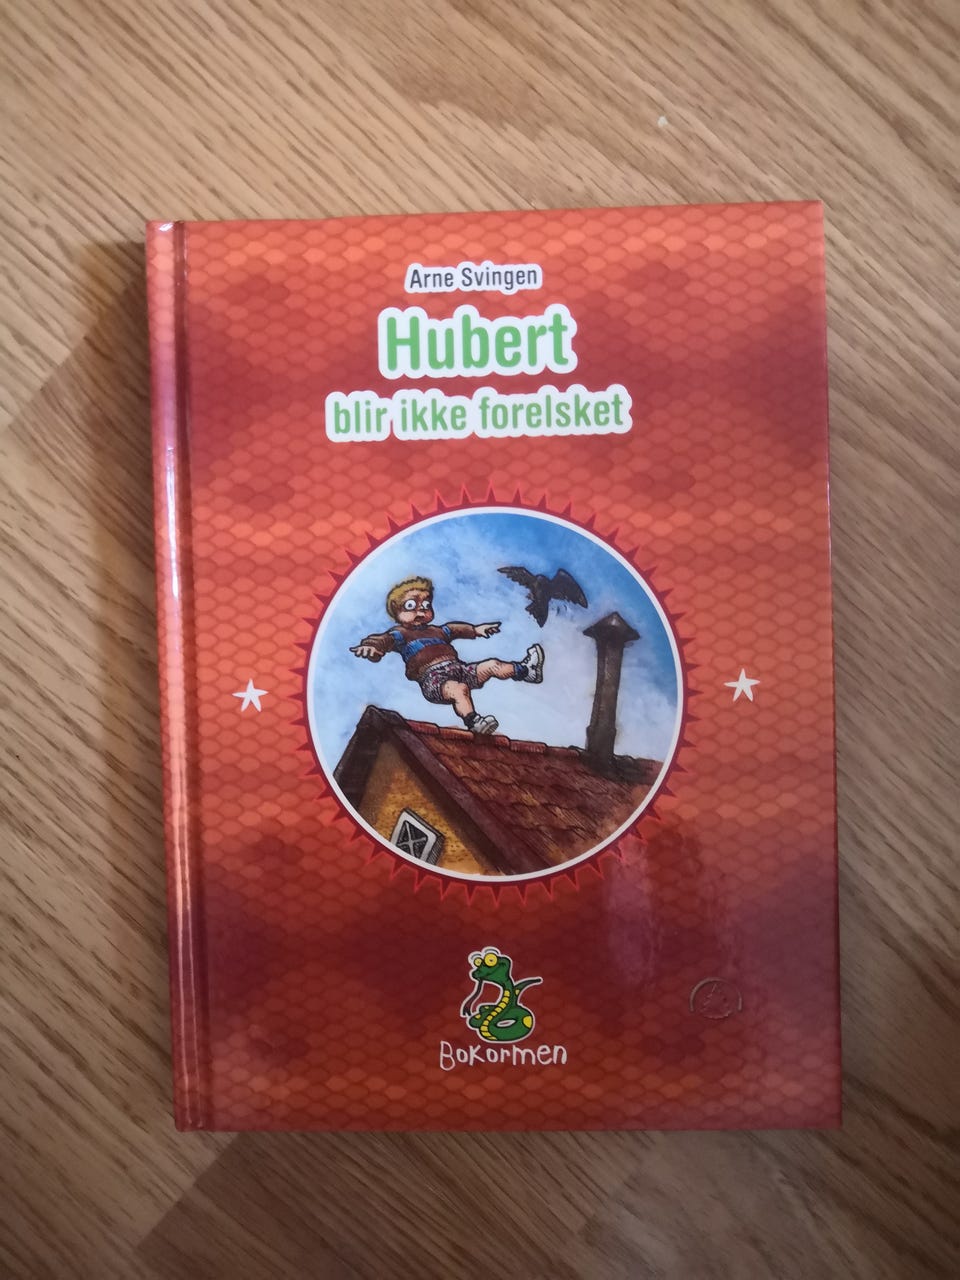 Arne Svingen
Hubert
blir ikke forelsket
Bokormen